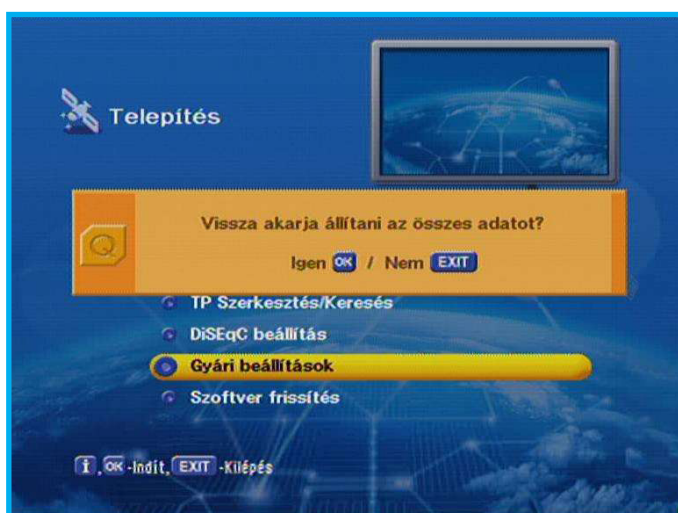 Telepítés
Vissza akarja állítani az összes adatot?
Igen OK / Nem EXIT
TP Szerkesztés/Keresés
DiSEqC beállítás
Gyári beállítások
Szoftver frissítés
i , OK -Indít, EXIT -Kilépés